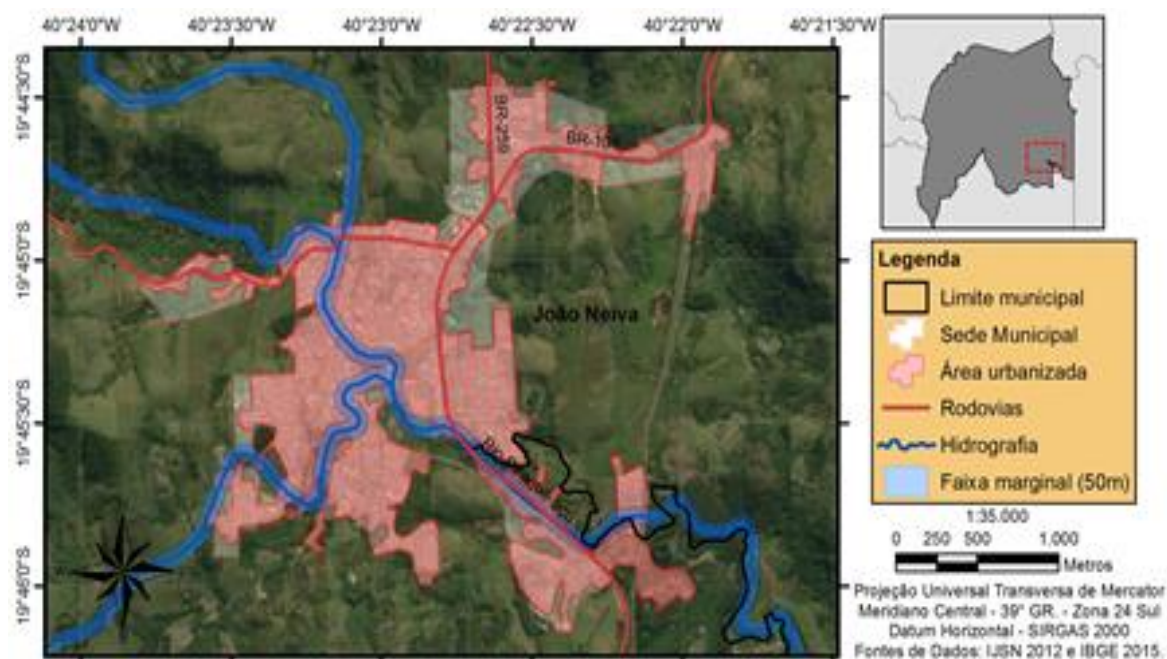 40°24'0"W 40°23'30"W 40°23'0"W 40°22'30"W 40°22'0"W 40°21'30"W
19°44'30"S
19°45'0"S
19°45'30"S
19°46'0"S
BR-259
BR-101
João Neiva
Legenda
Limite municipal
Sede Municipal
Área urbanizada
Rodovias
Hidrografia
Faixa marginal (50m)
1:35.000
0 250 500 1.000
Metros
Projeção Universal Transversa de Mercator
Meridiano Central - 39° GR. - Zona 24 Sul
Datum Horizontal - SIRGAS 2000
Fontes de Dados: IJSN 2012 e IBGE 2015.